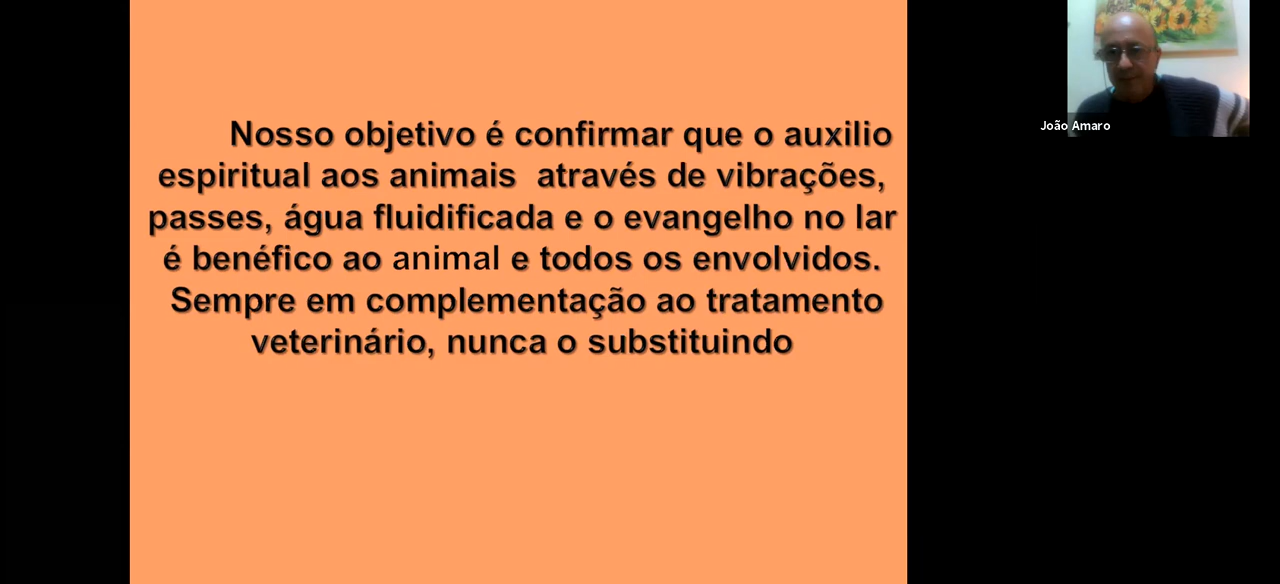 Nosso objetivo é confirmar que o auxilio
espiritual aos animais através de vibrações,
passes, água fluidificada e o evangelho no lar
é benéfico ao animal e todos os envolvidos.
Sempre em complementação ao tratamento
veterinário, nunca o substituindo
João Amaro